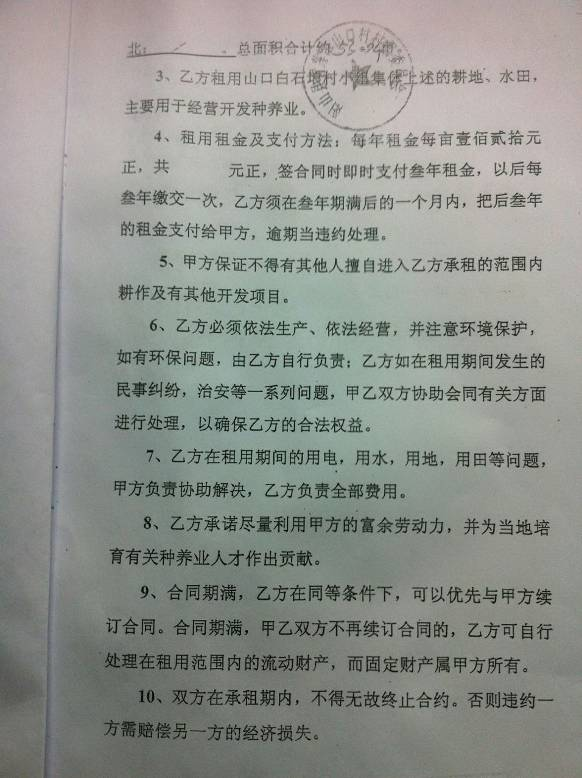 北： / 。总面积合计约
3、乙方租用山口白石 村小组集体上述的耕地、水田，
主要用于经营开发种养业。
4、租用租金及支付方法：每年租金每亩壹佰贰拾元
正，共 元正，签合同时即时支付叁年租金，以后每
叁年缴交一次，乙方须在叁年期满后的一个月内，把后叁年
的租金支付给甲方，逾期当违约处理。
5、甲方保证不得有其他人擅自进入乙方承租的范围内
耕作及有其他开发项目。
6、乙方必须依法生产、依法经营，并注意环境保护，
如有环保问题，由乙方自行负责；乙方如在租用期间发生的
民事纠纷，治安等一系列问题，甲乙双方协助会同有关方面
进行处理，以确保乙方的合法权益。
7、乙方在租用期间的用电，用水，用地，用田等问题，
甲方负责协助解决，乙方负责全部费用。
8、乙方承诺尽量利用甲方的富余劳动力，并为当地培
育有关种养业人才作出贡献。
9、合同期满，乙方在同等条件下，可以优先与甲方续
订合同。合同期满，甲乙双方不再续订合同的，乙方可自行
处理在租用范围内的流动财产，而固定财产属甲方所有。
10、双方在承租期内，不得无故终止合约。否则违约一
方需赔偿另一方的经济损失。